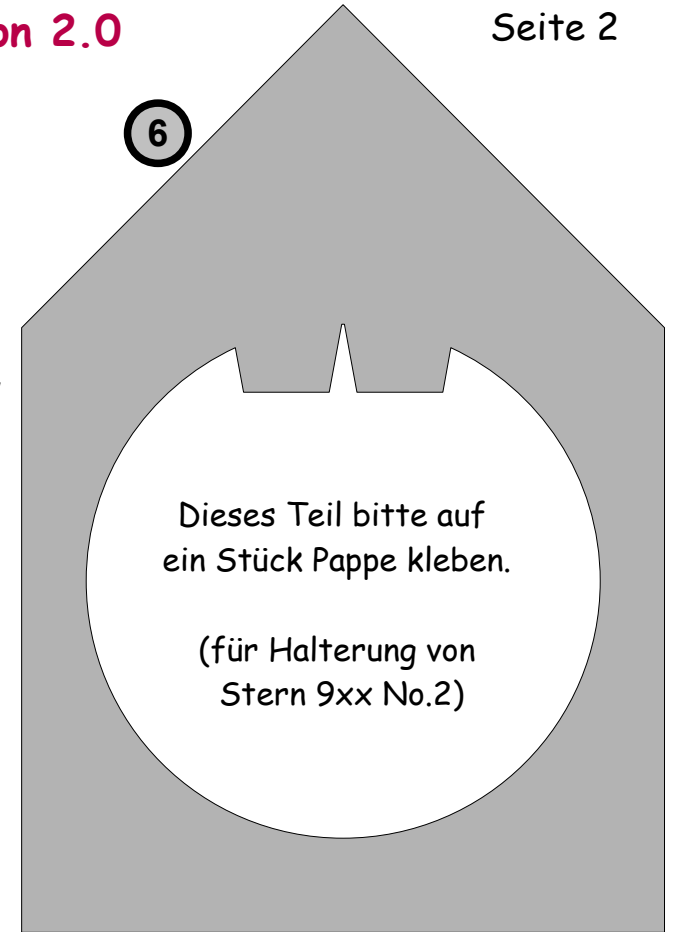 on 2.0
Seite 2
6
Dieses Teil bitte auf
ein Stück Pappe kleben.
(für Halterung von
Stern 9xx No.2)